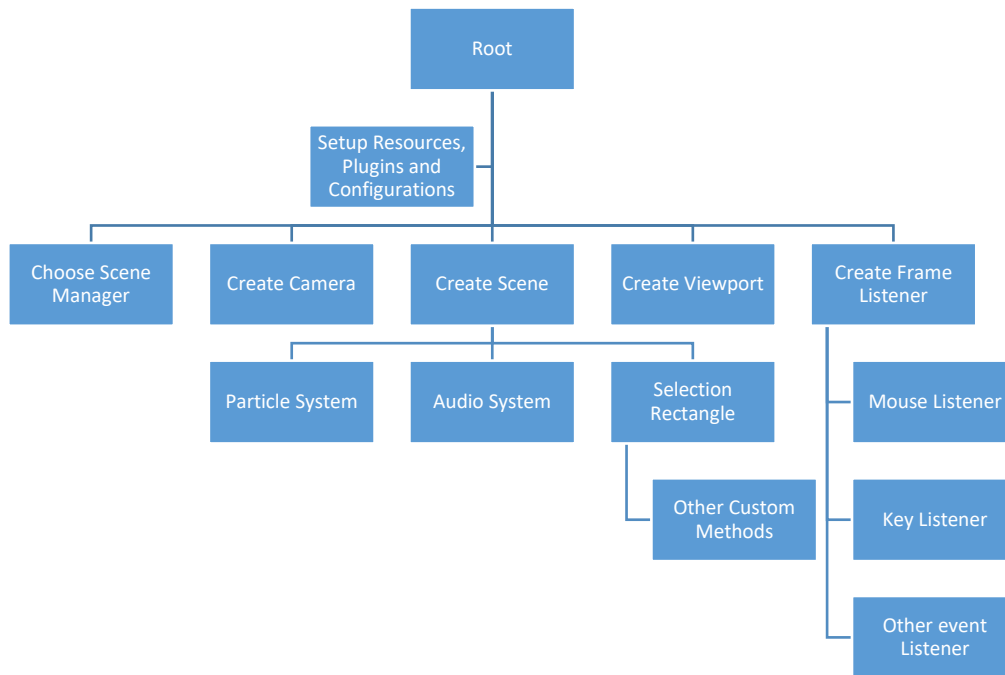 Root
Setup Resources,
Plugins and
Configurations
Choose Scene
Manager
Create Camera
Create Scene
Create Viewport
Create Frame
Listener
Particle System
Audio System
Selection
Rectangle
Mouse Listener
Other Custom
Methods
Key Listener
Other event
Listener